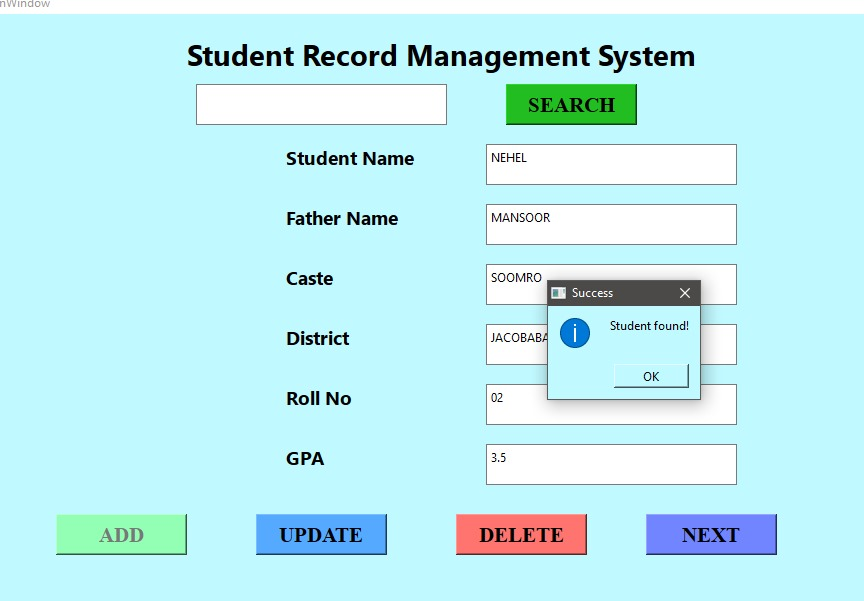 nWindow
Student Record Management System
SEARCH
Student Name
NEHEL
Father Name
MANSOOR
Caste
SOOMRO
Success
Student found!
District
JACOBABA
OK
Roll No
02
GPA
3.5
ADD
UPDATE
DELETE
NEXT